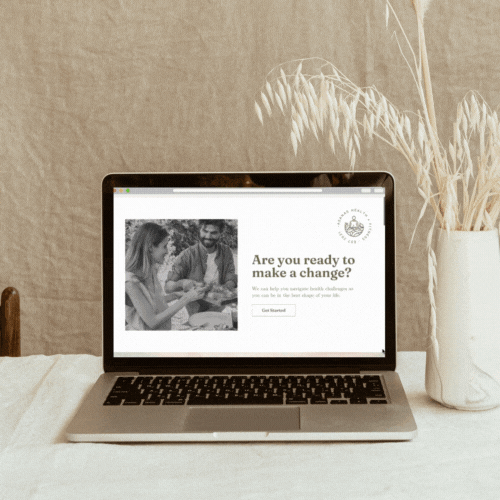 Are you ready to
make a change?
We can help you navigate health challenges so
you can be in the best shape of your life.
Get Started!